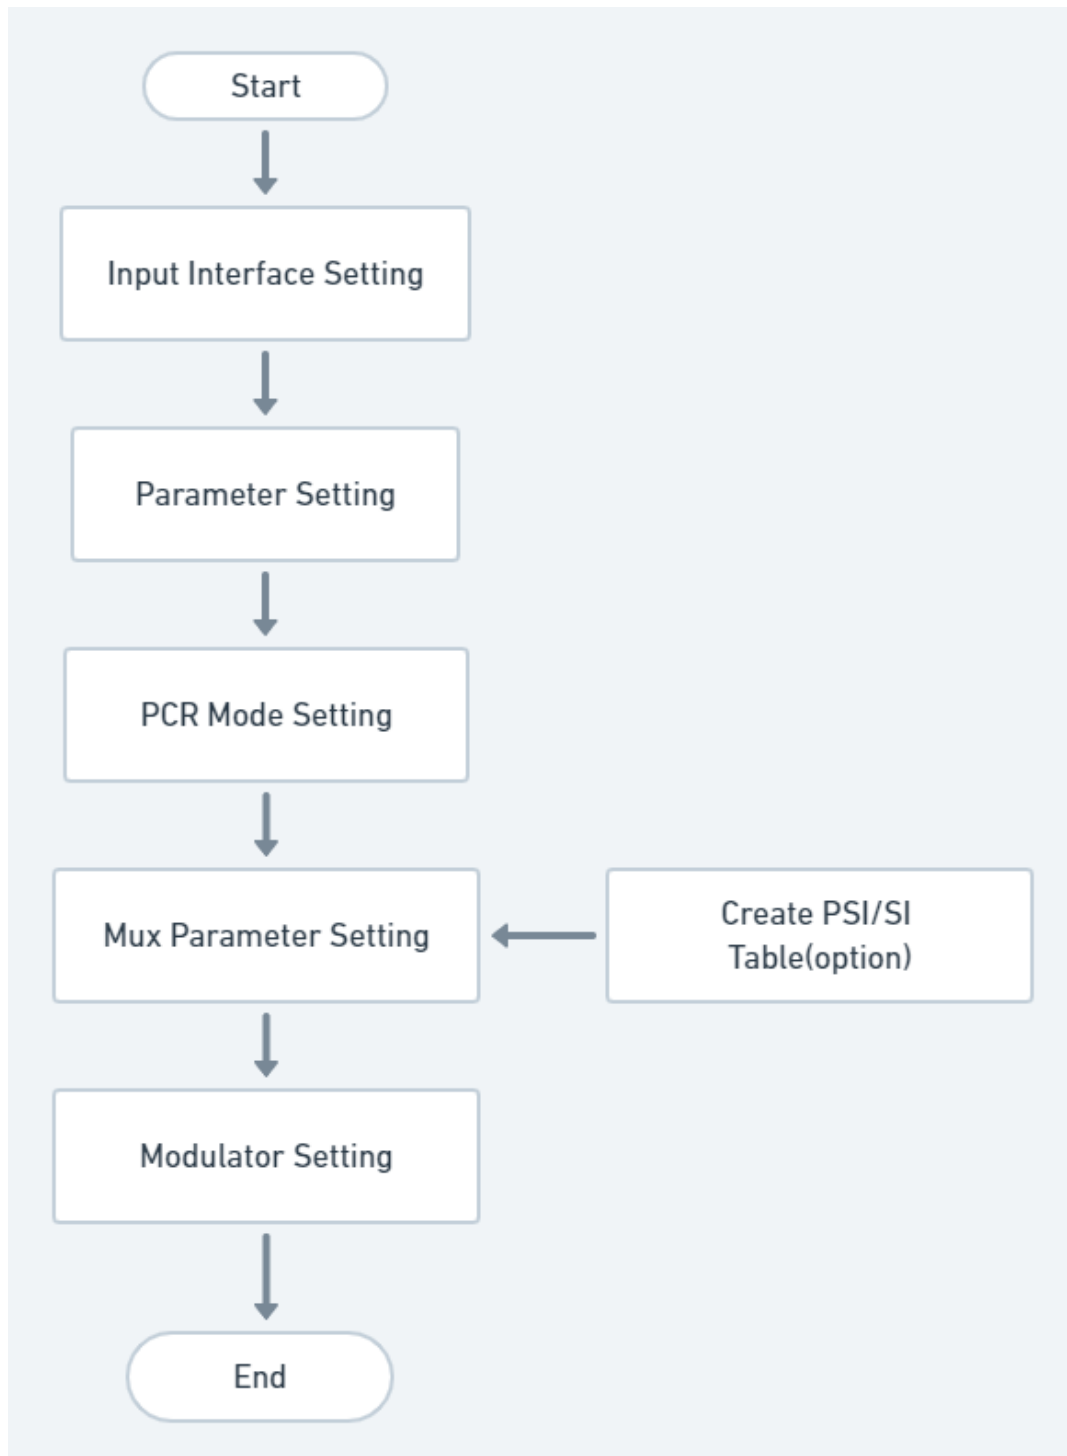 Start
Input Interface Setting
Parameter Setting
PCR Mode Setting
Mux Parameter Setting
Create PSI/SI
Table(option)
Modulator Setting
End